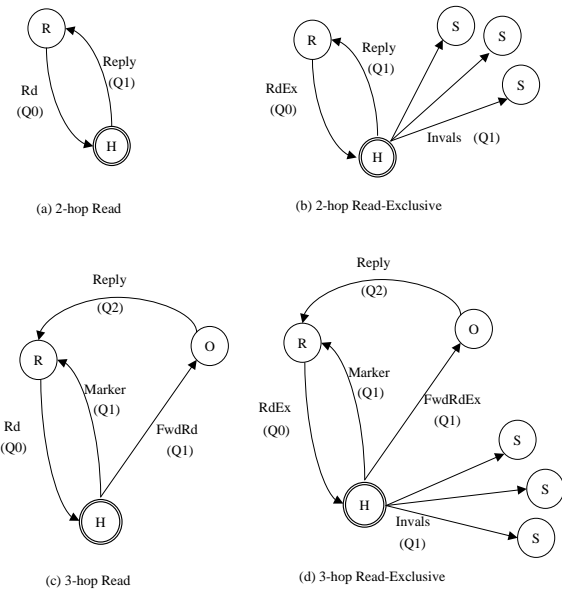 R
Reply
(Q1)
Rd
(Q0)
H
(a) 2-hop Read
S
S
S
R
Reply
(Q1)
RdEx
(Q0)
H
Invals (Q1)
(b) 2-hop Read-Exclusive
Reply
(Q2)
R
O
Marker
(Q1)
Rd
(Q0)
FwdRd
(Q1)
H
(c) 3-hop Read
Reply
(Q2)
R
O
Marker
(Q1)
RdEx
(Q0)
FwdRdEx
(Q1)
S
S
S
H
Invals
(Q1)
(d) 3-hop Read-Exclusive